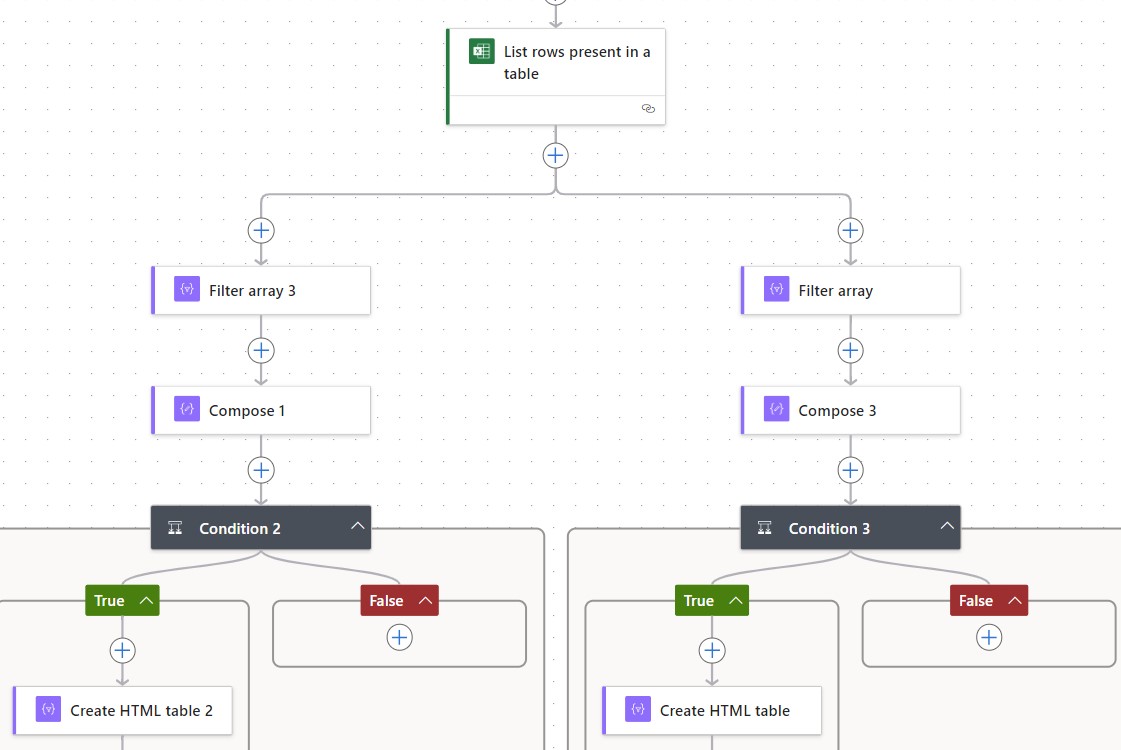 List rows present in a
table
Filter array 3
Filter array
Compose 1
Compose 3
Condition 2
Condition 3
True
False
True
False
Create HTML table 2
Create HTML table